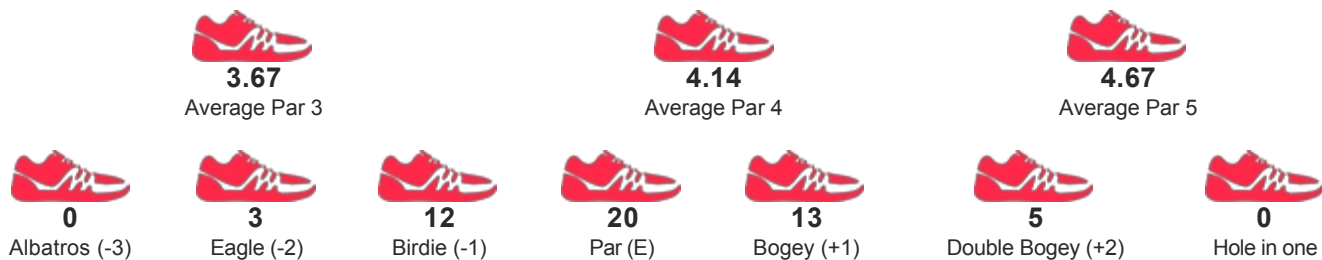 3.67 4.14 4.67
Average Par 3 Average Par 4 Average Par 5
0 3 12 20 13 5 0
Albatros (-3) Eagle (-2) Birdie (-1) Par (E) Bogey (+1) Double Bogey (+2) Hole in one